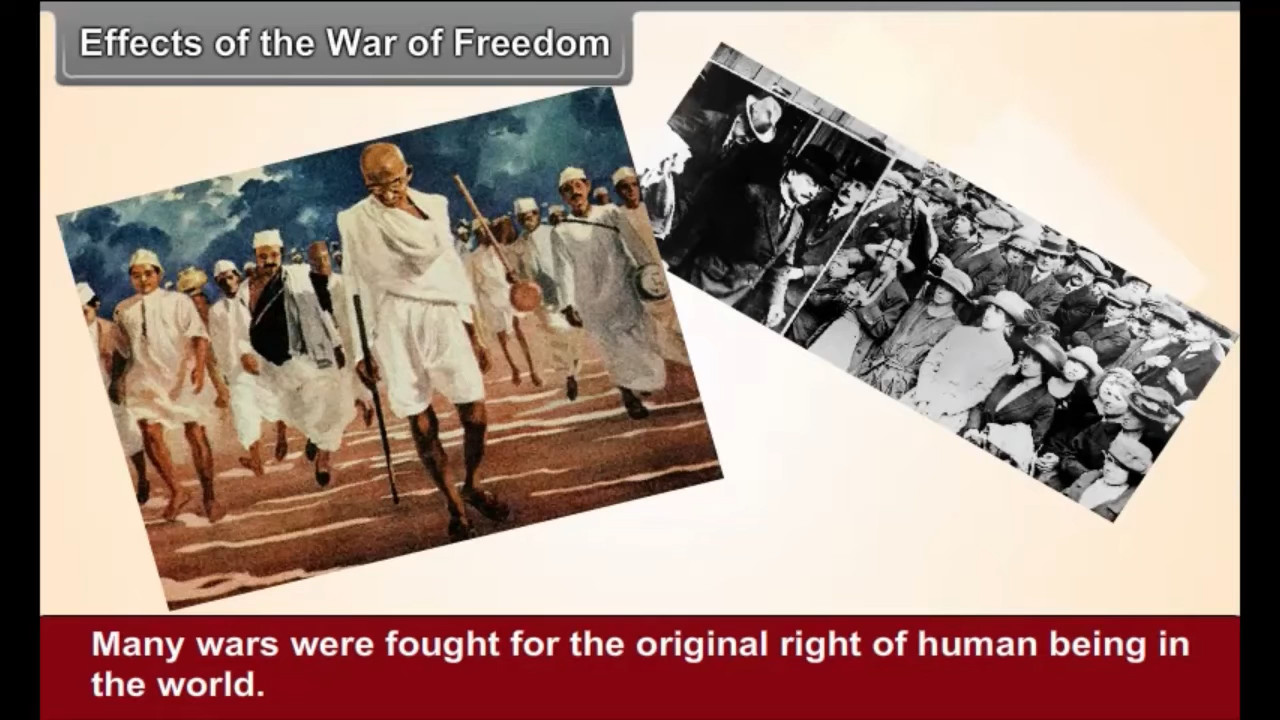 Effects of the War of Freedom
Many wars were fought for the original right of human being in
the world.